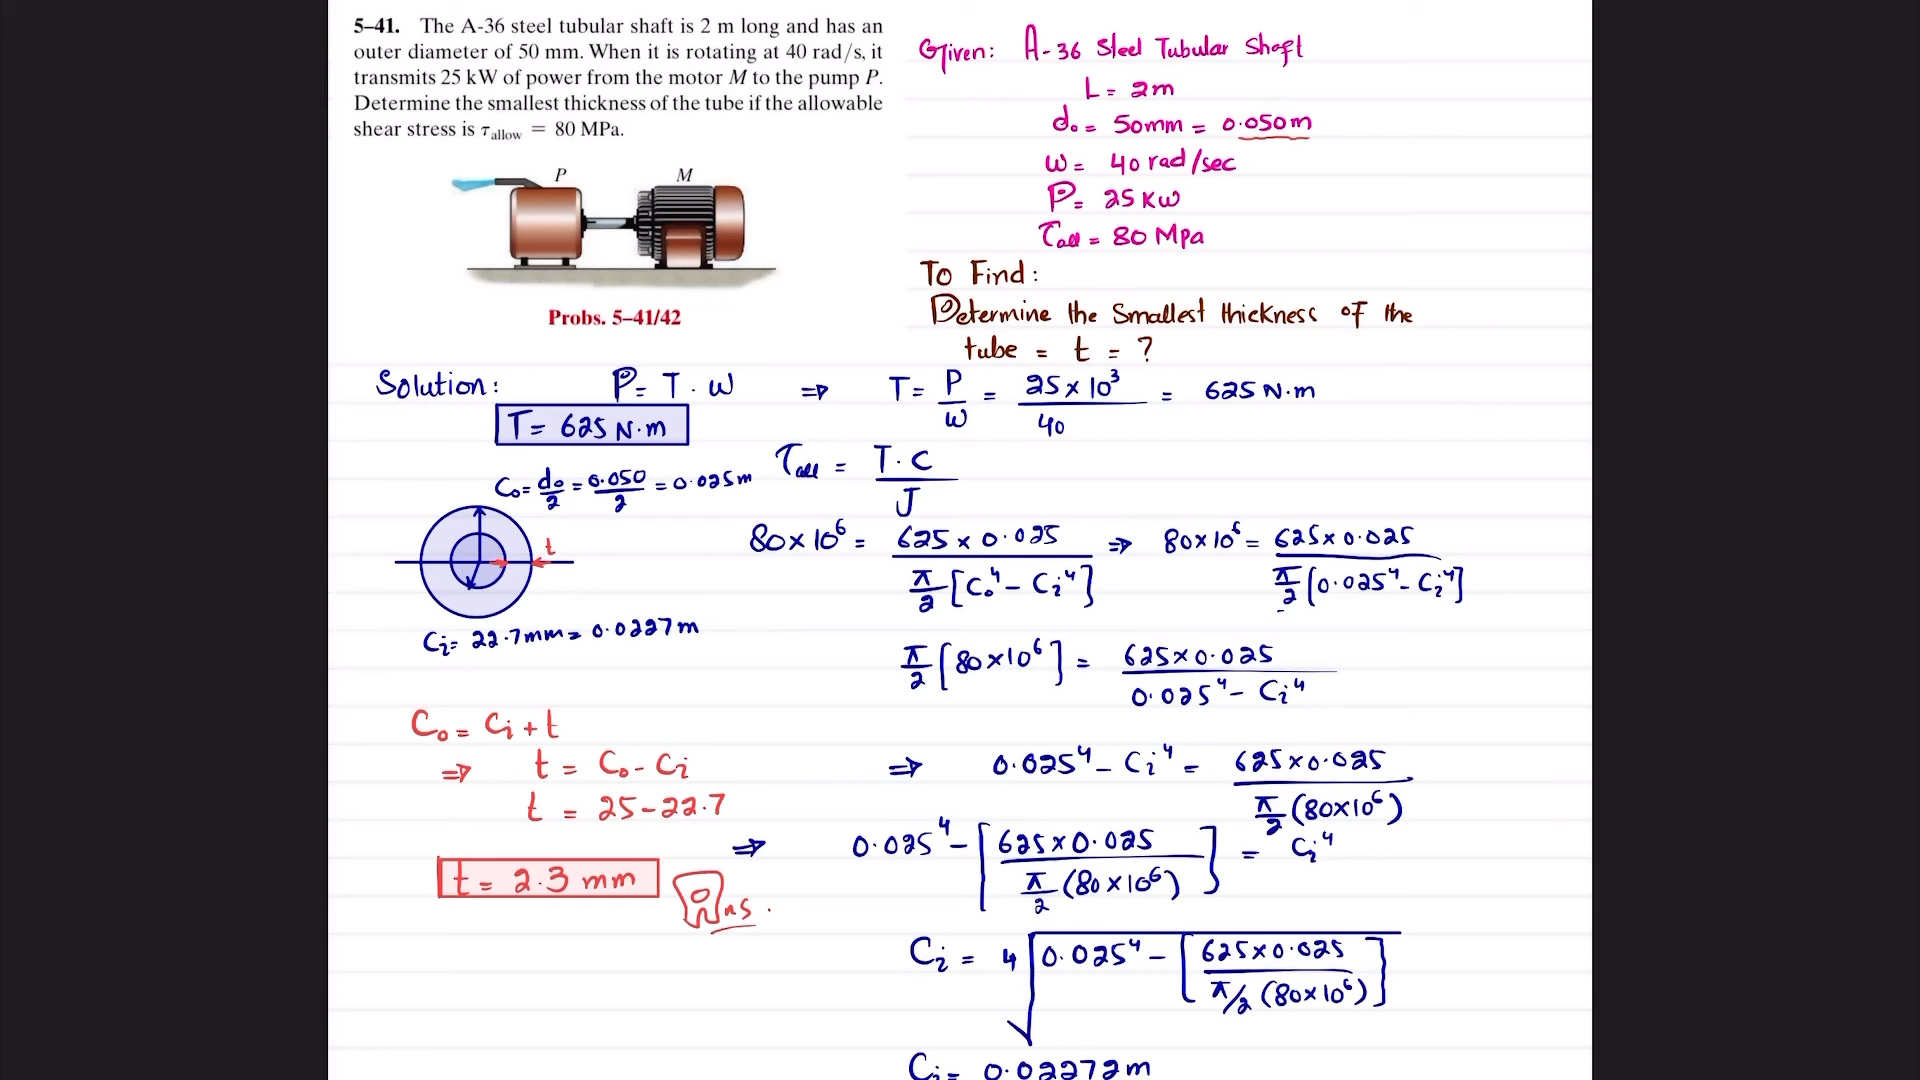 5–41. The A-36 steel tubular shaft is 2 m long and has an
outer diameter of 50 mm. When it is rotating at 40 rad/s, it
transmits 25 kW of power from the motor M to the pump P.
Determine the smallest thickness of the tube if the allowable
shear stress is τallow = 80 MPa.
P M
Probs. 5–41/42
Given: A-36 Steel Tubular Shaft
L = 2m
do = 50mm = 0.050m
ω = 40 rad/sec
P = 25 KW
τall = 80 Mpa
To Find:
Determine the Smallest thickness of the
tube = t = ?
Solution: P = T . ω ⇒ T = P/ω = 25 × 10³/40 = 625 N.m
T = 625 N.m
Co = do/2 = 0.050/2 = 0.025m
t
Ci = 22.7mm = 0.0227m
τall = T.C/J
80×10⁶ = 625 × 0.025 / π/2 [Co⁴ – Ci⁴] ⇒ 80×10⁶ = 625×0.025 / π/2 [0.025⁴ – Ci⁴]
π/2 [80×10⁶] = 625×0.025 / 0.025⁴ – Ci⁴
⇒ 0.025⁴ – Ci⁴ = 625×0.025 / π/2 (80×10⁶)
⇒ 0.025⁴ – [625×0.025 / π/2 (80×10⁶)] = Ci⁴
Ci = ⁴√0.025⁴ – [625×0.025 / π/2 (80×10⁶)]
Ci = 0.02272m
Co = Ci + t
⇒ t = Co - Ci
t = 25-22.7
t = 2.3 mm
Ans.